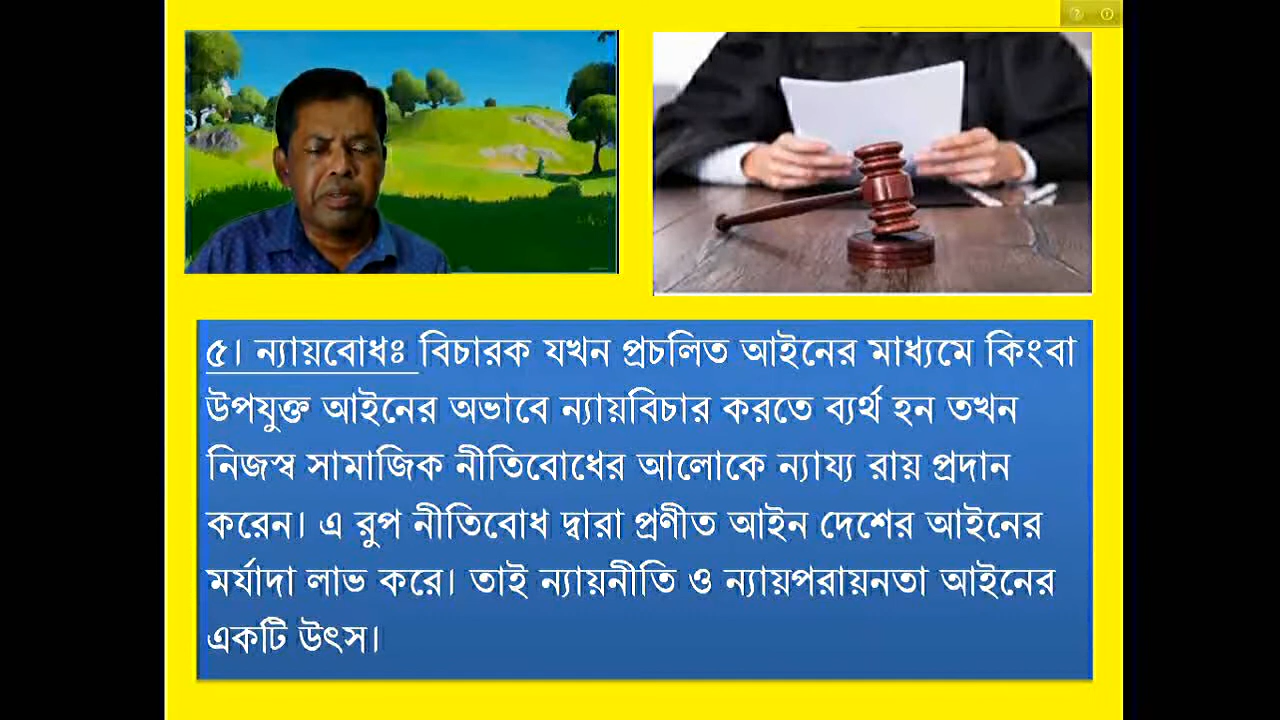 ৫। ন্যায়বোধঃ বিচারক যখন প্রচলিত আইনের মাধ্যমে কিংবা
উপযুক্ত আইনের অভাবে ন্যায়বিচার করতে ব্যর্থ হন তখন
নিজস্ব সামাজিক নীতিবোধের আলোকে ন্যায্য রায় প্রদান
করেন। এ রুপ নীতিবোধ দ্বারা প্রণীত আইন দেশের আইনের
মর্যাদা লাভ করে। তাই ন্যায়নীতি ও ন্যায়পরায়নতা আইনের
একটি উৎস।